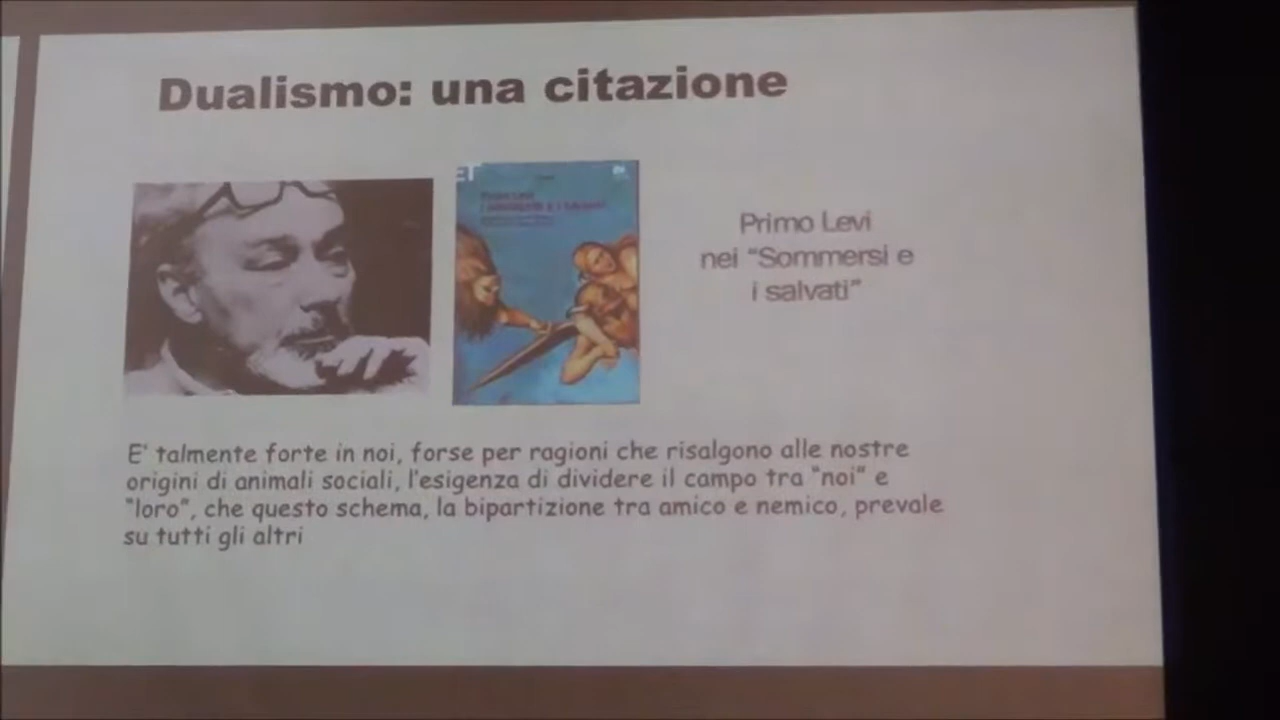 Dualismo: una citazione
ET
Primo Levi
nei “Sommersi e
i salvati”
E' talmente forte in noi, forse per ragioni che risalgono alle nostre
origini di animali sociali, l'esigenza di dividere il campo tra “noi” e
“loro”, che questo schema, la bipartizione tra amico e nemico, prevale
su tutti gli altri